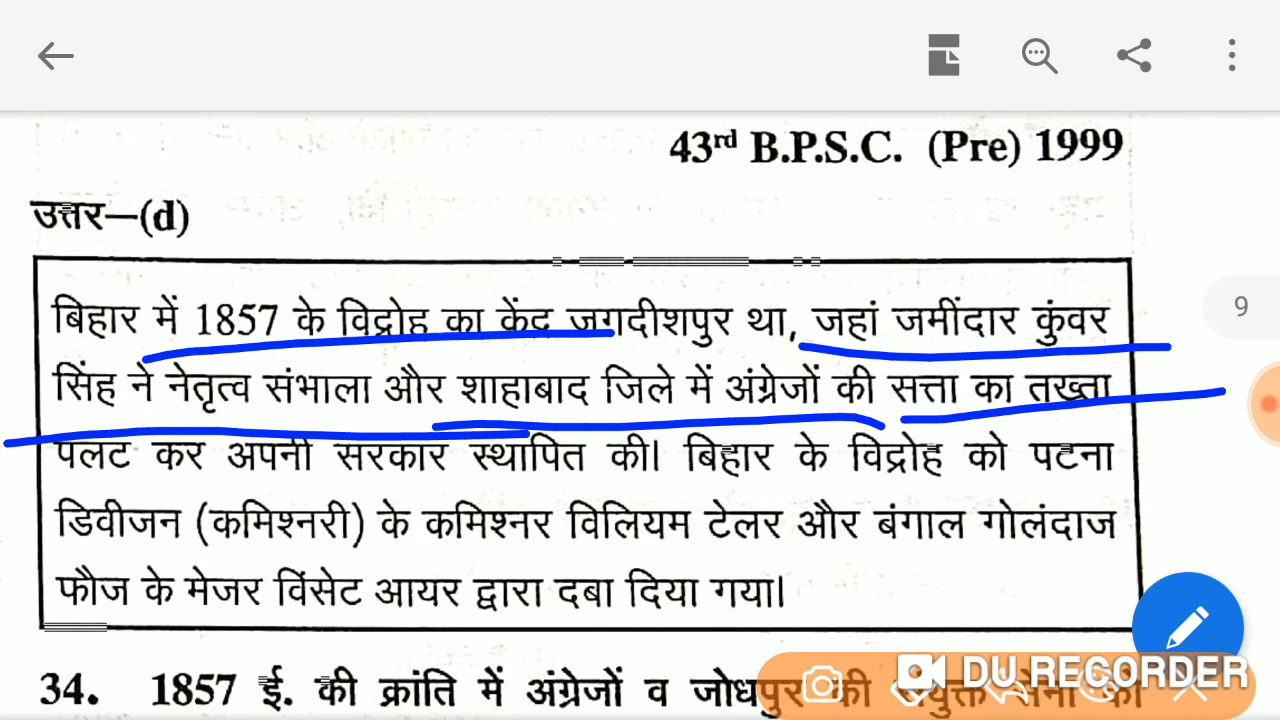 43rd B.P.S.C. (Pre) 1999
उत्तर–(d)
बिहार में 1857 के विद्रोह का केंद्र जगदीशपुर था, जहां जमींदार कुंवर
सिंह ने नेतृत्व संभाला और शाहाबाद जिले में अंग्रेजों की सत्ता का तख्ता
पलट कर अपनी सरकार स्थापित की। बिहार के विद्रोह को पटना
डिवीजन (कमिश्नरी) के कमिश्नर विलियम टेलर और बंगाल गोलंदाज
फौज के मेजर विंसेट आयर द्वारा दबा दिया गया।
9
34. 1857 ई. की क्रांति में अंग्रेजों व जोधपुर की संयुक्त सेना को
DU RECORDER